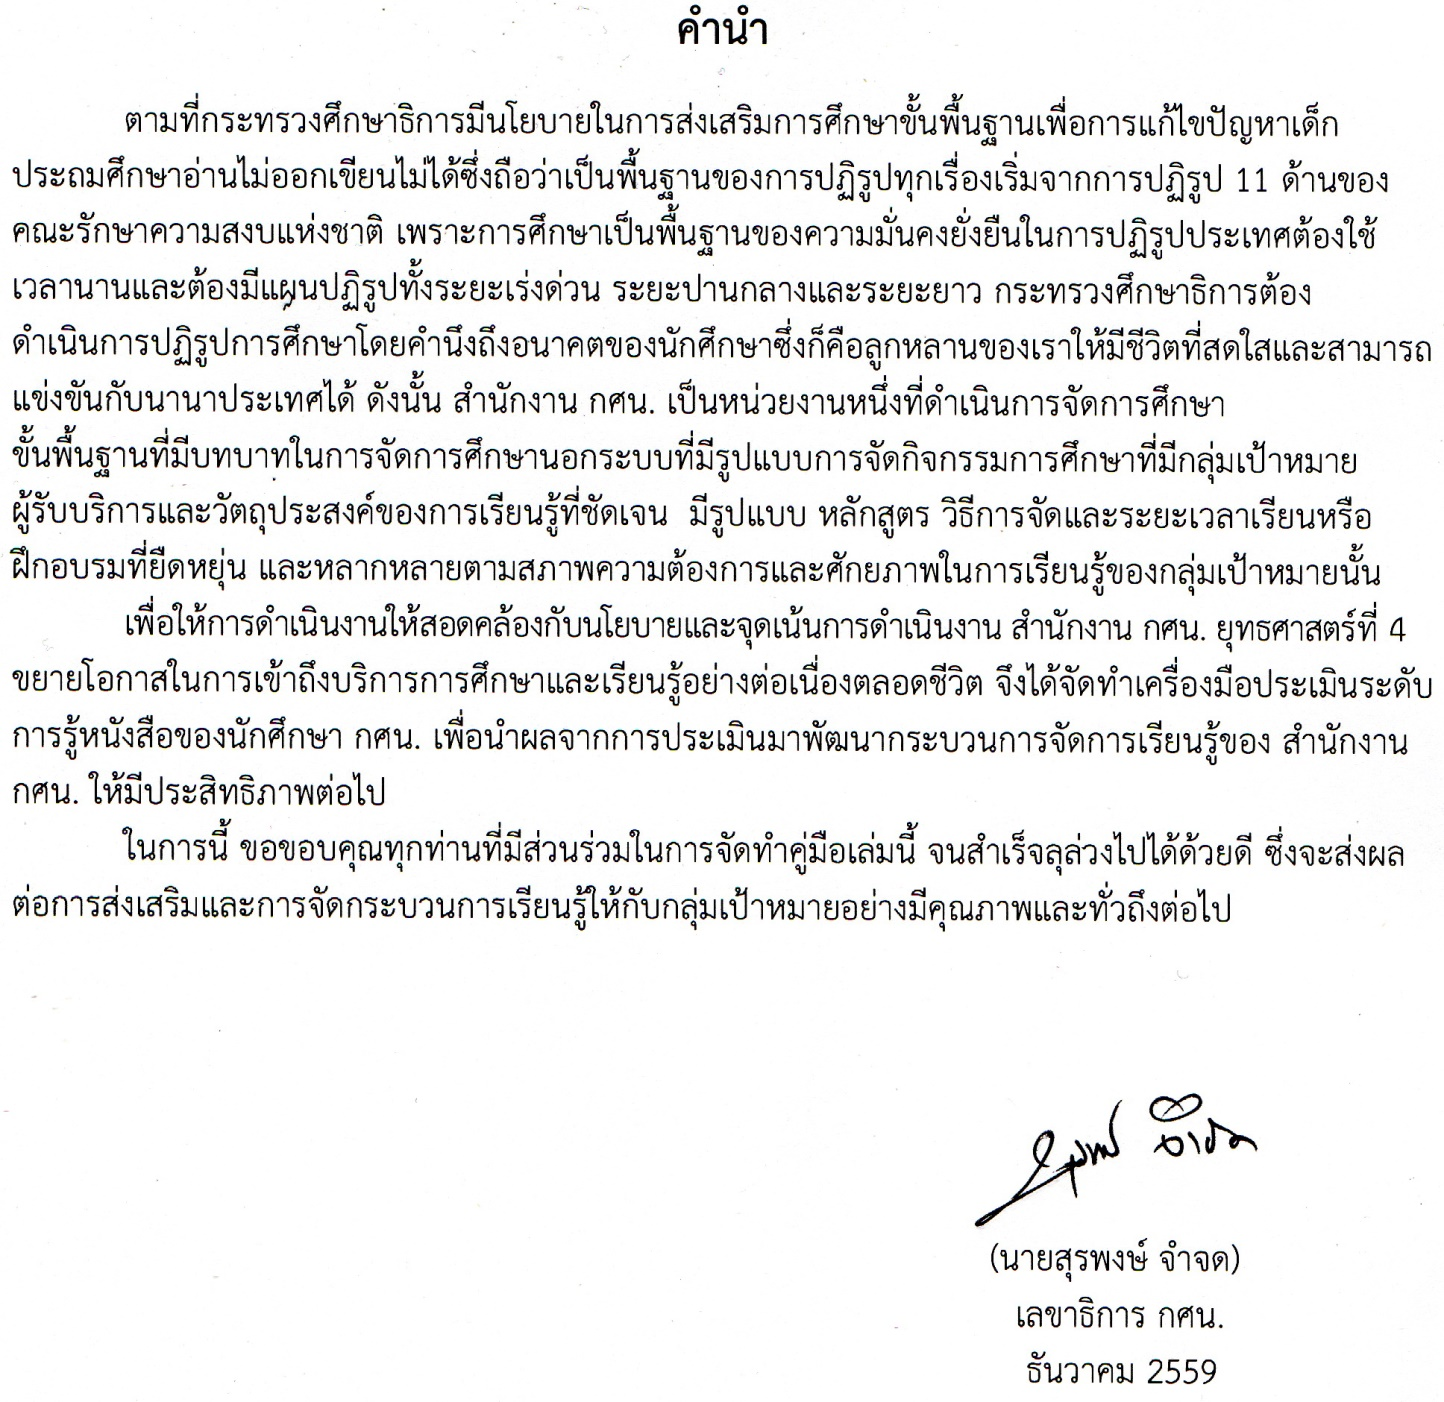 คำนำ
ตามที่กระทรวงศึกษาธิการมีนโยบายในการส่งเสริมการศึกษาขั้นพื้นฐานเพื่อการแก้ไขปัญหาเด็ก
ประถมศึกษาอ่านไม่ออกเขียนไม่ได้ซึ่งถือว่าเป็นพื้นฐานของการปฏิรูปทุกเรื่องเริ่มจากการปฏิรูป 11 ด้านของ
คณะรักษาความสงบแห่งชาติ เพราะการศึกษาเป็นพื้นฐานของความมั่นคงยั่งยืนในการปฏิรูปประเทศต้องใช้
เวลานานและต้องมีแผนปฏิรูปทั้งระยะเร่งด่วน ระยะปานกลางและระยะยาว กระทรวงศึกษาธิการต้อง
ดำเนินการปฏิรูปการศึกษาโดยคำนึงถึงอนาคตของนักศึกษาซึ่งก็คือลูกหลานของเราให้มีชีวิตที่สดใสและสามารถ
แข่งขันกับนานาประเทศได้ ดังนั้น สำนักงาน กศน. เป็นหน่วยงานหนึ่งที่ดำเนินการจัดการศึกษา
ขั้นพื้นฐานที่มีบทบาทในการจัดการศึกษานอกระบบที่มีรูปแบบการจัดกิจกรรมการศึกษาที่มีกลุ่มเป้าหมาย
ผู้รับบริการและวัตถุประสงค์ของการเรียนรู้ที่ชัดเจน มีรูปแบบ หลักสูตร วิธีการจัดและระยะเวลาเรียนหรือ
ฝึกอบรมที่ยืดหยุ่น และหลากหลายตามสภาพความต้องการและศักยภาพในการเรียนรู้ของกลุ่มเป้าหมายนั้น
เพื่อให้การดำเนินงานให้สอดคล้องกับนโยบายและจุดเน้นการดำเนินงาน สำนักงาน กศน. ยุทธศาสตร์ที่ 4
ขยายโอกาสในการเข้าถึงบริการการศึกษาและเรียนรู้อย่างต่อเนื่องตลอดชีวิต จึงได้จัดทำเครื่องมือประเมินระดับ
การรู้หนังสือของนักศึกษา กศน. เพื่อนำผลจากการประเมินมาพัฒนากระบวนการจัดการเรียนรู้ของ สำนักงาน
กศน. ให้มีประสิทธิภาพต่อไป
ในการนี้ ขอขอบคุณทุกท่านที่มีส่วนร่วมในการจัดทำคู่มือเล่มนี้ จนสำเร็จลุล่วงไปได้ด้วยดี ซึ่งจะส่งผล
ต่อการส่งเสริมและการจัดกระบวนการเรียนรู้ให้กับกลุ่มเป้าหมายอย่างมีคุณภาพและทั่วถึงต่อไป
(นายสุรพงษ์ จำจด)
เลขาธิการ กศน.
ธันวาคม 2559